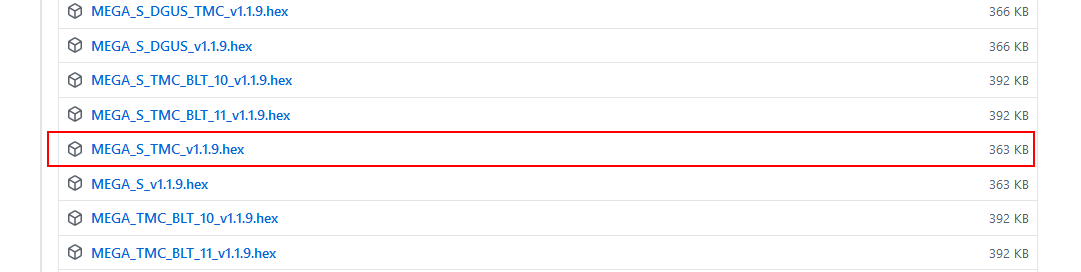 MEGA_S_DGUS_TMC_v1.1.9.hex 366 KB
MEGA_S_DGUS_v1.1.9.hex 366 KB
MEGA_S_TMC_BLT_10_v1.1.9.hex 392 KB
MEGA_S_TMC_BLT_11_v1.1.9.hex 392 KB
MEGA_S_TMC_v1.1.9.hex 363 KB
MEGA_S_v1.1.9.hex 363 KB
MEGA_TMC_BLT_10_v1.1.9.hex 392 KB
MEGA_TMC_BLT_11_v1.1.9.hex 392 KB